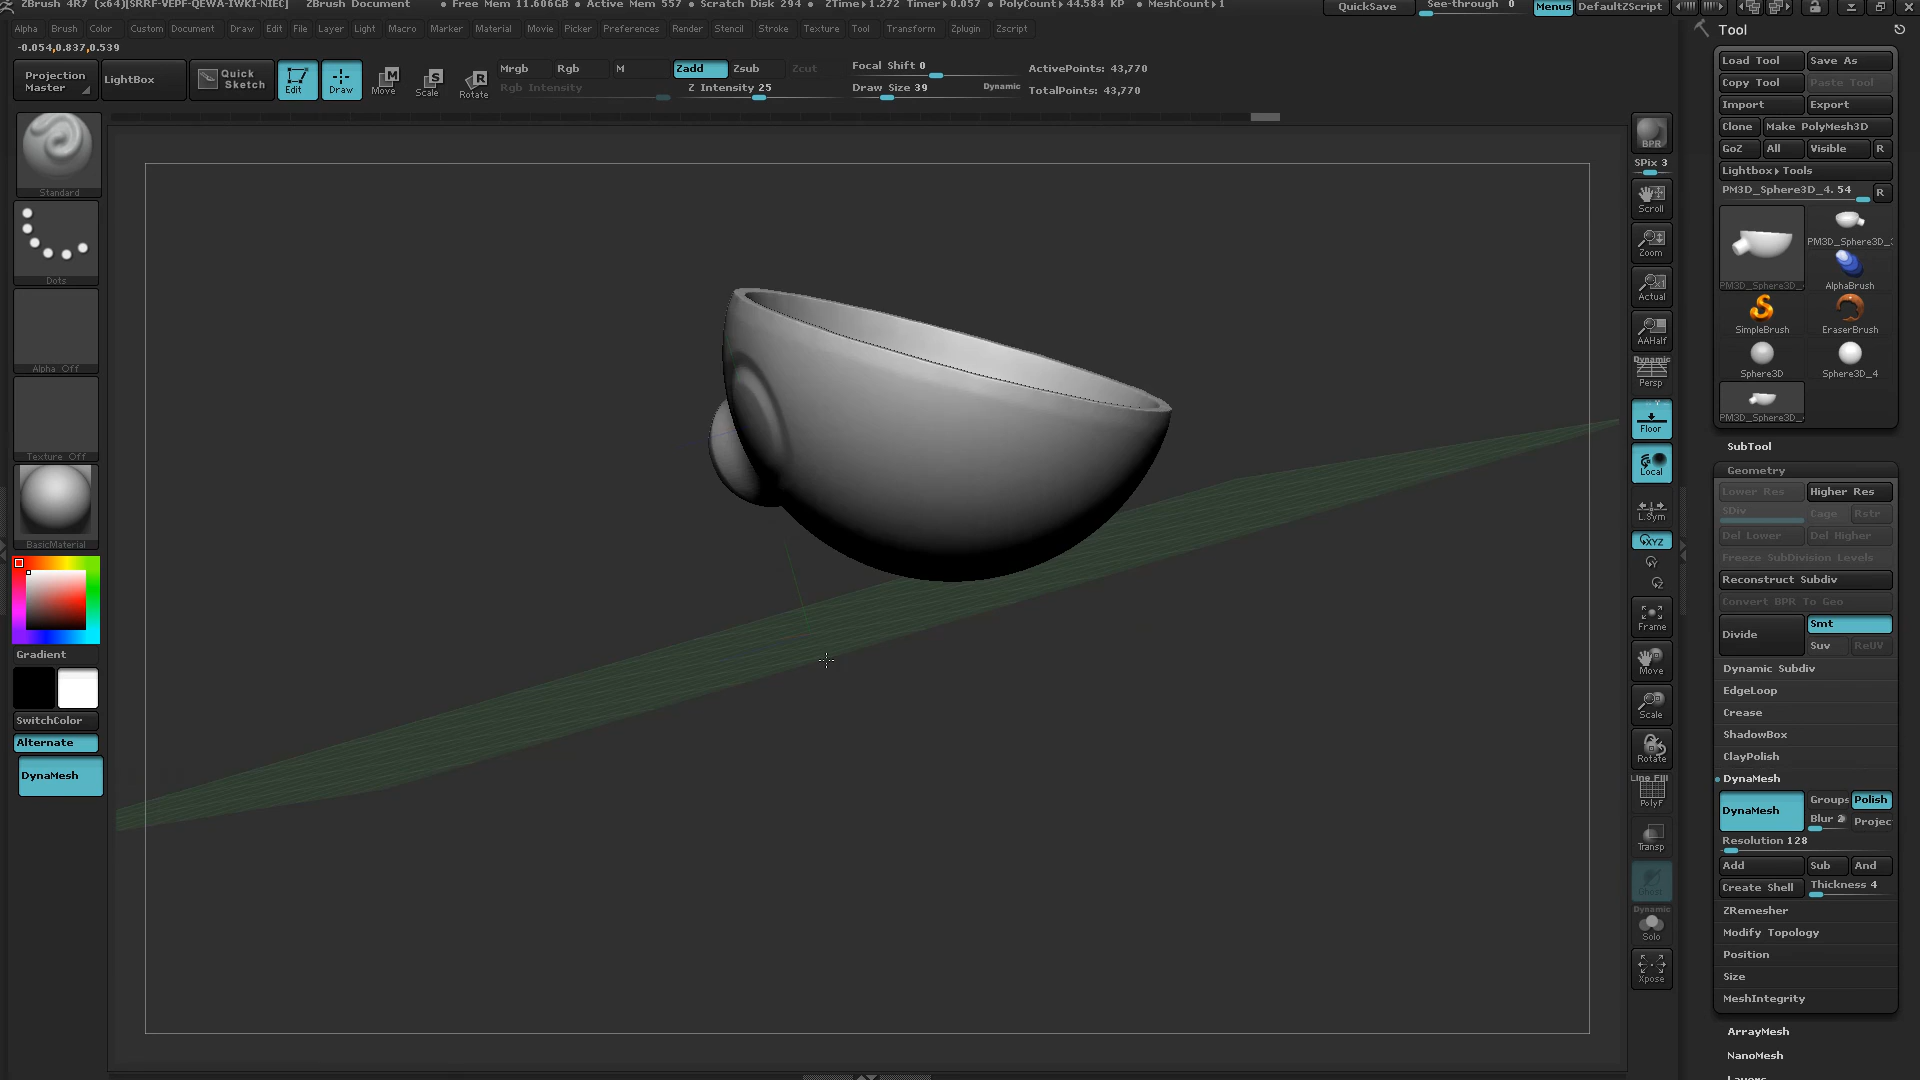 ZBrush 4R7 (x64)[SRRF-VEPF-QEWA-IWKI-NIEC] ZBrush Document • Free Mem 11.606GB • Active Mem 557 • Scratch Disk 294 • ZTime▸1.272 Timer▸0.057 • PolyCount▸44.584 KP • MeshCount▸1 QuickSave See-through 0 Menus DefaultZScript
Alpha Brush Color Custom Document Draw Edit File Layer Light Macro Marker Material Movie Picker Preferences Render Stencil Stroke Texture Tool Transform Zplugin Zscript
-0.054,0.837,0.539
Projection Master LightBox Quick Sketch Edit Draw Move Scale Rotate
Mrgb Rgb M Zadd Zsub Zcut Focal Shift 0 ActivePoints: 43,770
Rgb Intensity Z Intensity 25 Draw Size 39 Dynamic TotalPoints: 43,770
Standard
Dots
Alpha Off
Texture Off
BasicMaterial
Gradient
SwitchColor
Alternate
DynaMesh
BPR
SPix 3
Scroll
Zoom
Actual
AAHalf
Dynamic
Persp
Floor
Local
L.Sym
XYZ
Y
Z
Frame
Move
Scale
Rotate
Line Fill
PolyF
Transp
Ghost
Dynamic
Solo
Xpose
Tool
Load Tool Save As
Copy Tool Paste Tool
Import Export
Clone Make PolyMesh3D
GoZ All Visible R
Lightbox▸Tools
PM3D_Sphere3D_4. 54 R
PM3D_Sphere3D_
AlphaBrush
PM3D_Sphere3D_
SimpleBrush EraserBrush
Sphere3D Sphere3D_4
PM3D_Sphere3D_
SubTool
Geometry
Lower Res Higher Res
SDiv Cage Rstr
Del Lower Del Higher
Freeze SubDivision Levels
Reconstruct Subdiv
Convert BPR To Geo
Divide Smt
Suv ReUV
Dynamic Subdiv
EdgeLoop
Crease
ShadowBox
ClayPolish
DynaMesh
DynaMesh Groups Polish
Blur 2 Projec
Resolution 128
Add Sub And
Create Shell Thickness 4
ZRemesher
Modify Topology
Position
Size
MeshIntegrity
ArrayMesh
NanoMesh
Layers